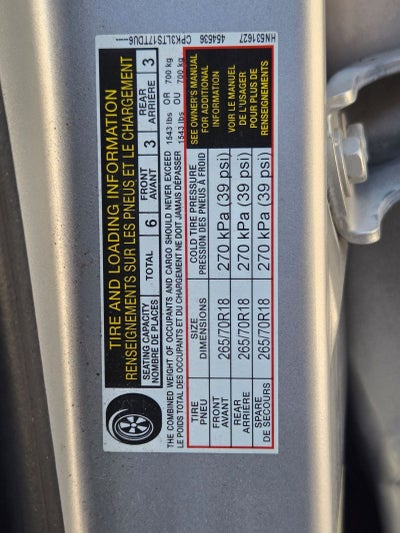 HN531627 454536 CPK3LTS17TDU6----
TIRE AND LOADING INFORMATION
RENSEIGNEMENTS SUR LES PNEUS ET LE CHARGEMENT
SEATING CAPACITY
NOMBRE DE PLACES
TOTAL 6
FRONT
AVANT
3
REAR
ARRIÈRE
3
THE COMBINED WEIGHT OF OCCUPANTS AND CARGO SHOULD NEVER EXCEED 1543 lbs OR 700 kg
LE POIDS TOTAL DES OCCUPANTS ET DU CHARGEMENT NE DOIT JAMAIS DÉPASSER 1543 lbs OU 700 kg
TIRE
PNEU
SIZE
DIMENSIONS
COLD TIRE PRESSURE
PRESSION DES PNEUS À FROID
FRONT
AVANT
265/70R18
270 kPa (39 psi)
REAR
ARRIÈRE
265/70R18
270 kPa (39 psi)
SPARE
DE SECOURS
265/70R18
270 kPa (39 psi)
SEE OWNER'S MANUAL
FOR ADDITIONAL
INFORMATION
VOIR LE MANUEL
DE L'USAGER
POUR PLUS DE
RENSEIGNEMENTS